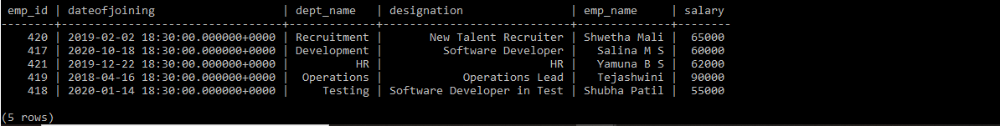 emp_id | dateofjoining | dept_name | designation | emp_name | salary
--------+---------------------------------+-------------+-----------------------------+--------------+--------
420 | 2019-02-02 18:30:00.000000+0000 | Recruitment | New Talent Recruiter | Shwetha Mali | 65000
417 | 2020-10-18 18:30:00.000000+0000 | Development | Software Developer | Salina M S | 60000
421 | 2019-12-22 18:30:00.000000+0000 | HR | HR | Yamuna B S | 62000
419 | 2018-04-16 18:30:00.000000+0000 | Operations | Operations Lead | Tejashwini | 90000
418 | 2020-01-14 18:30:00.000000+0000 | Testing | Software Developer in Test | Shubha Patil | 55000
(5 rows)